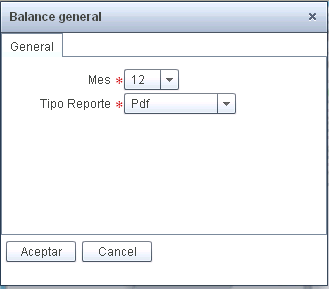 Balance general
General
Mes * 12
Tipo Reporte * Pdf
Aceptar Cancel